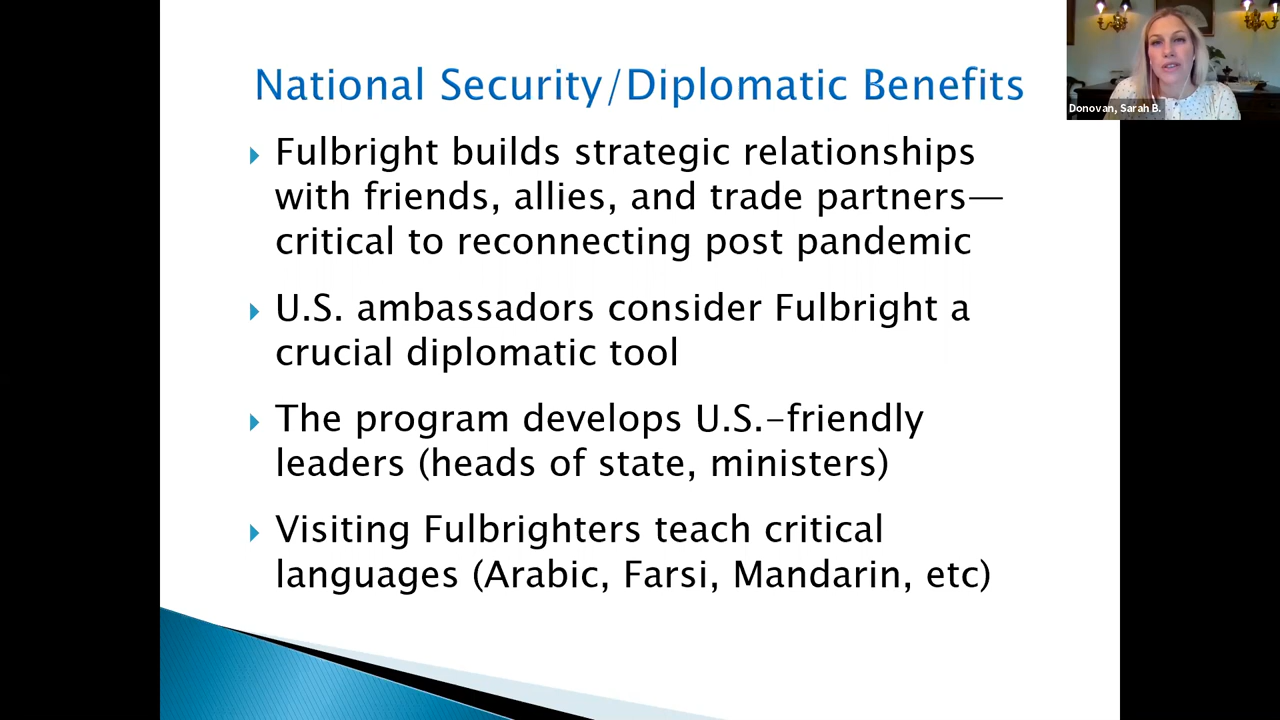 National Security/Diplomatic Benefits
Fulbright builds strategic relationships
with friends, allies, and trade partners—
critical to reconnecting post pandemic
U.S. ambassadors consider Fulbright a
crucial diplomatic tool
The program develops U.S.-friendly
leaders (heads of state, ministers)
Visiting Fulbrighters teach critical
languages (Arabic, Farsi, Mandarin, etc)
Donovan, Sarah B.